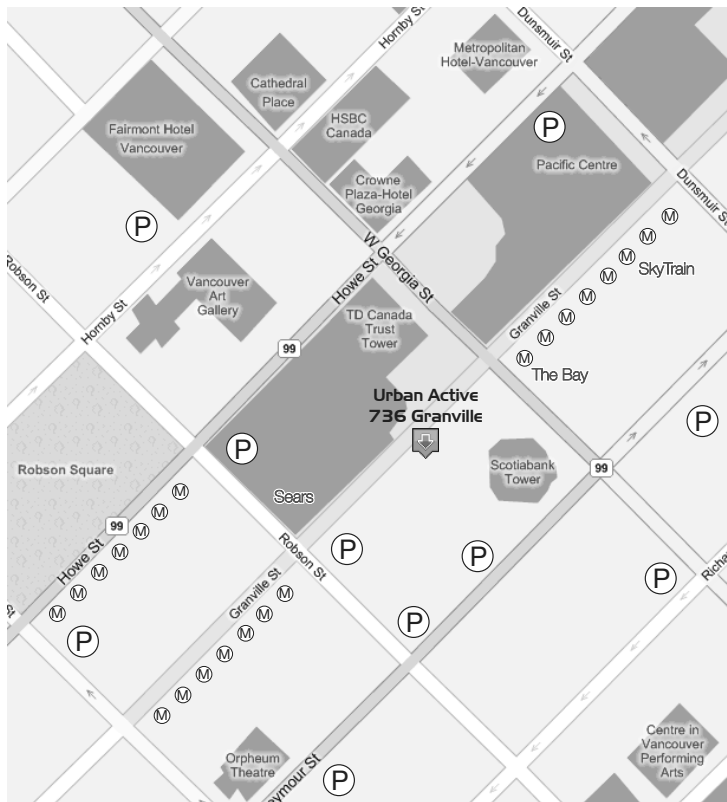 Hornby St
Dunsmuir St
Metropolitan
Hotel-Vancouver
Cathedral
Place
HSBC
Canada
Fairmont Hotel
Vancouver
P
Pacific Centre
Crowne
Plaza-Hotel
Georgia
Dunsmuir St
P
M
M
M
M
M
M
M
M
SkyTrain
W Georgia St
Robson St
Howe St
Vancouver
Art
Gallery
Granville St
TD Canada
Trust
Tower
Hornby St
99
The Bay
Urban Active
736 Granville
P
P
Robson Square
Scotiabank
Tower
99
Sears
M
M
M
M
M
M
M
99
Howe St
P
P
Robson St
Granville St
P
St
M
M
M
M
M
M
M
P
P
Orpheum
Theatre
ymour St
P
Centre in
Vancouver
Performing
Arts